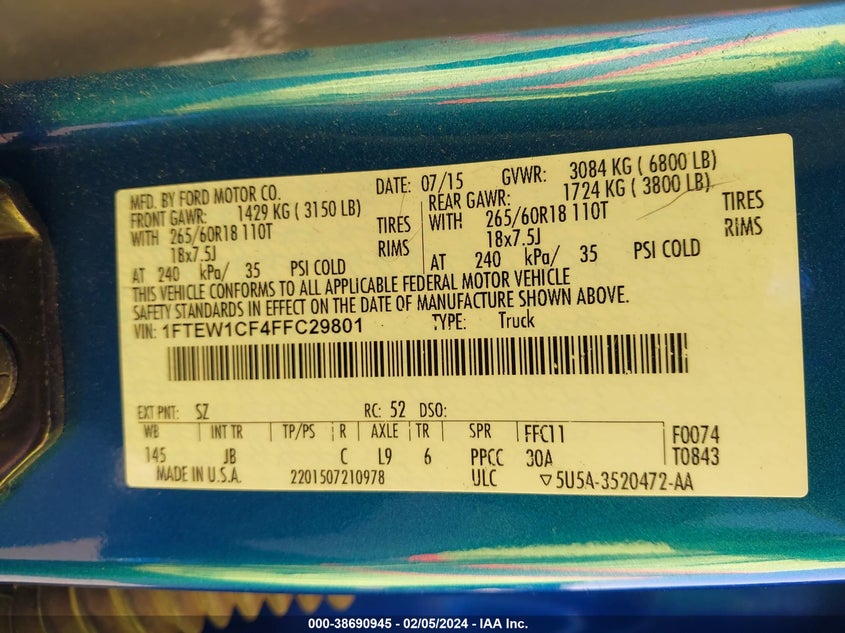 MFD. BY FORD MOTOR CO. DATE: 07/15 GVWR: 3084 KG ( 6800 LB)
FRONT GAWR: 1429 KG ( 3150 LB) REAR GAWR: 1724 KG ( 3800 LB)
WITH 265/60R18 110T TIRES WITH 265/60R18 110T TIRES
18x7.5J RIMS 18x7.5J RIMS
AT 240 kPa/ 35 PSI COLD AT 240 kPa/ 35 PSI COLD
THIS VEHICLE CONFORMS TO ALL APPLICABLE FEDERAL MOTOR VEHICLE
SAFETY STANDARDS IN EFFECT ON THE DATE OF MANUFACTURE SHOWN ABOVE.
VIN: 1FTEW1CF4FFC29801 TYPE: Truck
EXT PNT: SZ RC: 52 DSO:
WB INT TR TP/PS R AXLE TR SPR FFC11 F0074
145 JB C L9 6 PPCC 30A T0843
MADE IN U.S.A. 2201507210978 ULC ▽5U5A-3520472-AA
000-38690945 - 02/05/2024 - IAA Inc.